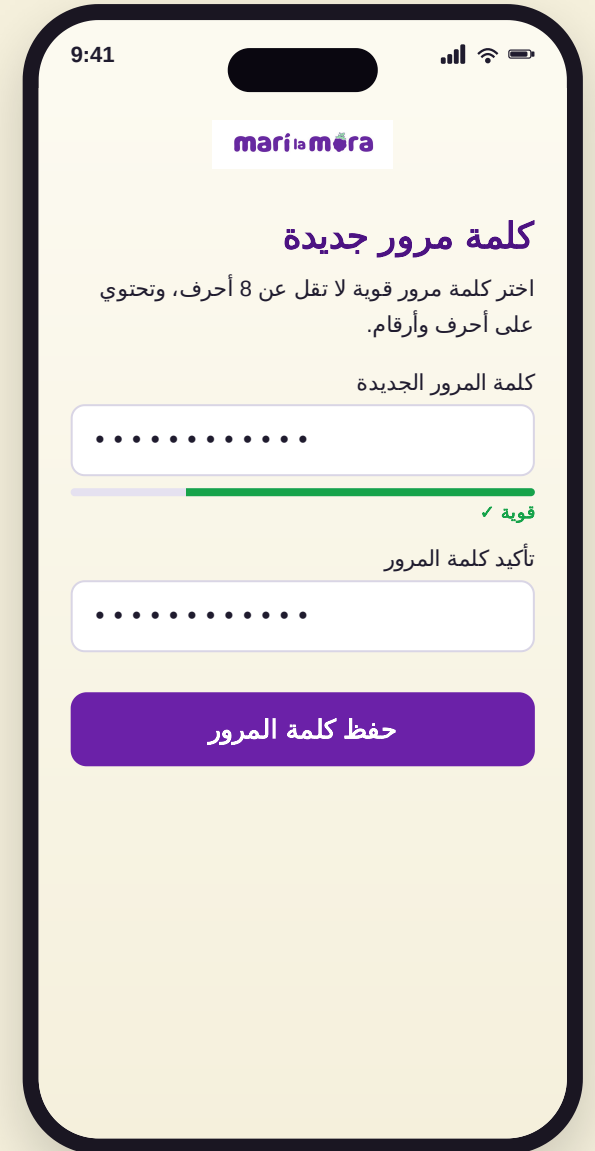 9:41
marí la mora
كلمة مرور جديدة
اختر كلمة مرور قوية لا تقل عن 8 أحرف، وتحتوي
على أحرف وأرقام.
كلمة المرور الجديدة
••••••••••••
قوية ✓
تأكيد كلمة المرور
••••••••••••
حفظ كلمة المرور